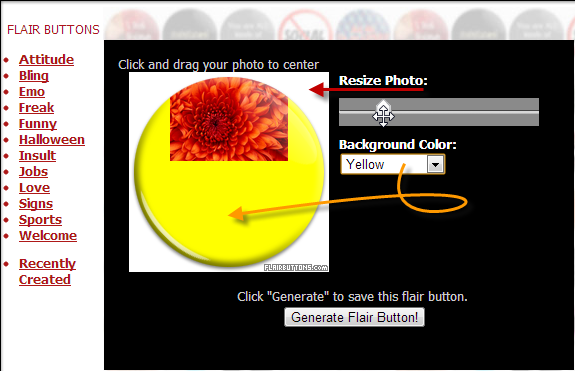 FLAIR BUTTONS
Attitude
Bling
Emo
Freak
Funny
Halloween
Insult
Jobs
Love
Signs
Sports
Welcome
Recently
Created
Click and drag your photo to center
Resize Photo:
Background Color:
Yellow
FLAIRBUTTONS.com
Click "Generate" to save this flair button.
Generate Flair Button!